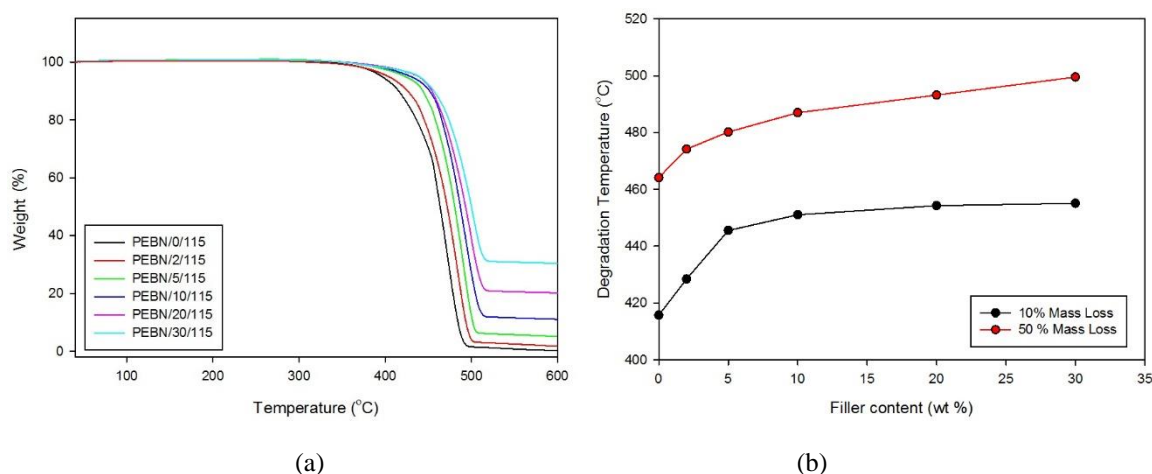 Weight (%)
100
80
60
40
20
0
PEBN/0/115
PEBN/2/115
PEBN/5/115
PEBN/10/115
PEBN/20/115
PEBN/30/115
100 200 300 400 500 600
Temperature (°C)
(a)
Degradation Temperature (°C)
520
500
480
460
440
420
400
10% Mass Loss
50 % Mass Loss
0 5 10 15 20 25 30 35
Filler content (wt %)
(b)